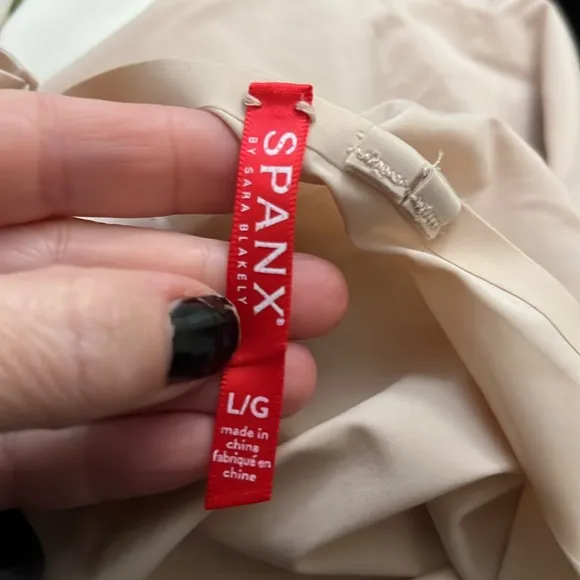 SPANX®
BY SARA BLAKELY
L/G
made in
china
fabriqué en
chine